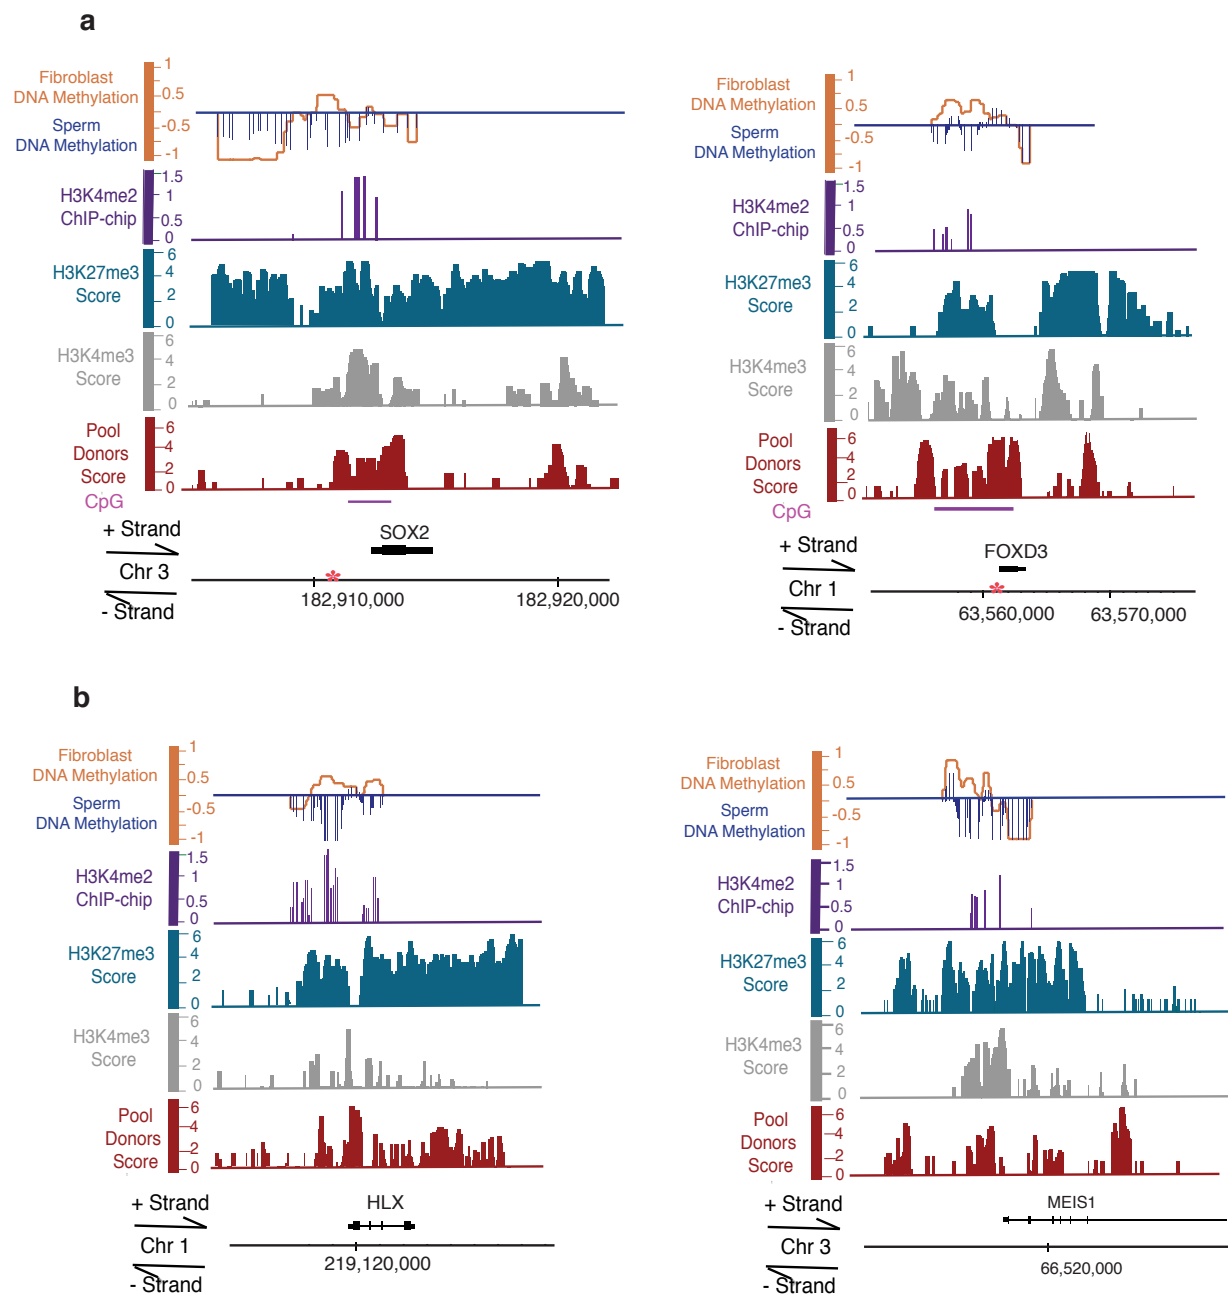 a
Fibroblast
DNA Methylation
Sperm
DNA Methylation
1
0.5
-0.5
-1
H3K4me2
ChIP-chip
1.5
1
0.5
0
H3K27me3
Score
6
4
2
0
H3K4me3
Score
6
4
2
0
Pool
Donors
Score
6
4
2
0
CpG
+ Strand
SOX2
Chr 3
*
- Strand
182,910,000
182,920,000
Fibroblast
DNA Methylation
Sperm
DNA Methylation
1
0.5
-0.5
-1
H3K4me2
ChIP-chip
1.5
1
0.5
0
H3K27me3
Score
6
4
2
0
H3K4me3
Score
6
4
2
0
Pool
Donors
Score
6
4
2
0
CpG
+ Strand
FOXD3
Chr 1
*
- Strand
63,560,000
63,570,000
b
Fibroblast
DNA Methylation
Sperm
DNA Methylation
1
0.5
-0.5
-1
H3K4me2
ChIP-chip
1.5
1
0.5
0
H3K27me3
Score
6
4
2
0
H3K4me3
Score
6
4
2
0
Pool
Donors
Score
6
4
2
0
+ Strand
HLX
Chr 1
- Strand
219,120,000
Fibroblast
DNA Methylation
Sperm
DNA Methylation
1
0.5
-0.5
-1
H3K4me2
ChIP-chip
1.5
1
0.5
0
H3K27me3
Score
6
4
2
0
H3K4me3
Score
6
4
2
0
Pool
Donors
Score
6
4
2
0
+ Strand
MEIS1
Chr 3
- Strand
66,520,000